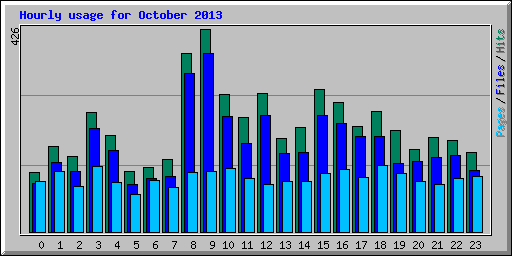 Hourly usage for October 2013
426
Pages / Files / Hits
0 1 2 3 4 5 6 7 8 9 10 11 12 13 14 15 16 17 18 19 20 21 22 23